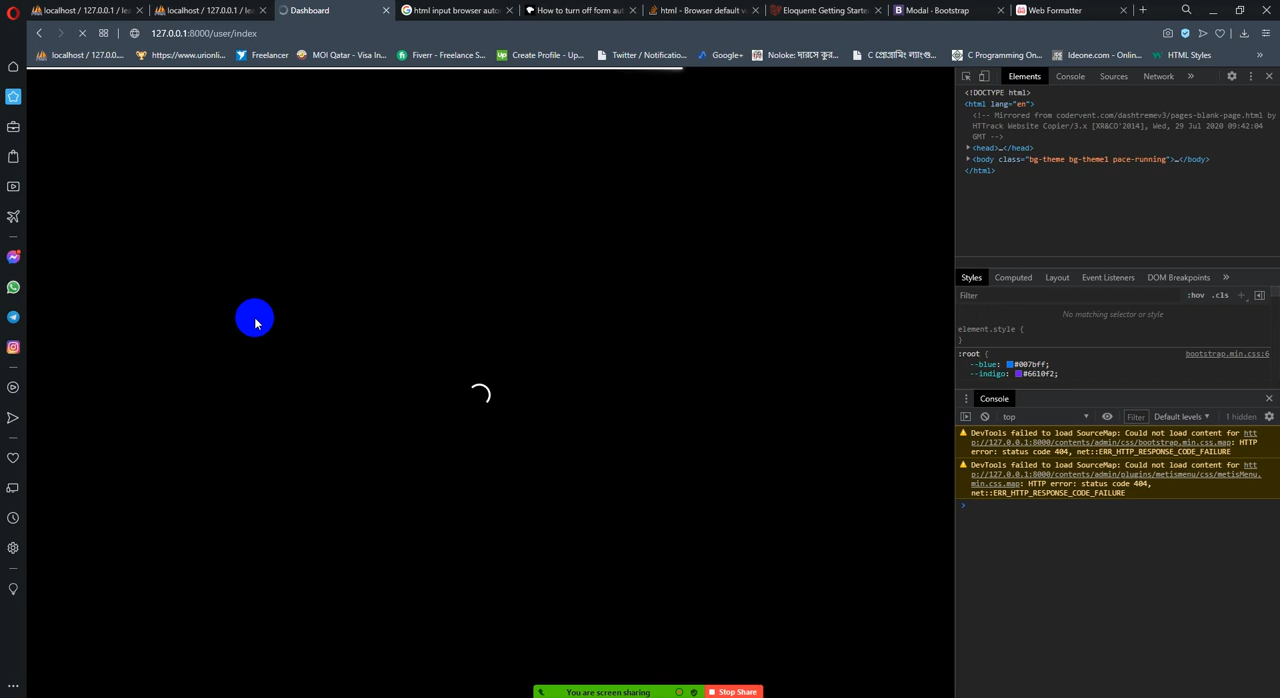 localhost / 127.0.0.1 / le
localhost / 127.0.0.1 / le
Dashboard
html input browser auto
How to turn off form aut
html - Browser default v
Eloquent: Getting Starte
Modal · Bootstrap
Web Formatter
127.0.0.1:8000/user/index
localhost / 127.0.0....
https://www.urionli...
Freelancer
MOI Qatar - Visa In...
Fiverr - Freelance S...
Create Profile - Up...
Twitter / Notificatio...
Google+
C Programming On...
Ideone.com - Onlin...
HTML Styles
Elements
Console
Sources
Network
<!DOCTYPE html>
<html lang="en">
<!-- Mirrored from codervent.com/dashtremev3/pages-blank-page.html by
HTTrack Website Copier/3.x [XR&CO'2014], Wed, 29 Jul 2020 09:42:04
GMT -->
<head>…</head>
<body class="bg-theme bg-theme1 pace-running">…</body>
</html>
Styles
Computed
Layout
Event Listeners
DOM Breakpoints
Filter
:hov
.cls
No matching selector or style
element.style {
}
:root {
bootstrap.min.css:6
--blue: #007bff;
--indigo: #6610f2;
Console
top
Filter
Default levels
1 hidden
DevTools failed to load SourceMap: Could not load content for htt
p://127.0.0.1:8000/contents/admin/css/bootstrap.min.css.map: HTTP
error: status code 404, net::ERR_HTTP_RESPONSE_CODE_FAILURE
DevTools failed to load SourceMap: Could not load content for htt
p://127.0.0.1:8000/contents/admin/plugins/metismenu/css/metisMenu.
min.css.map: HTTP error: status code 404,
net::ERR_HTTP_RESPONSE_CODE_FAILURE
You are screen sharing
Stop Share